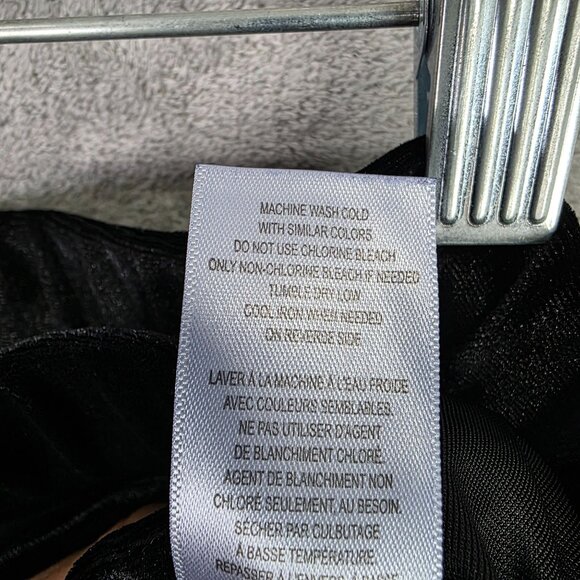 MACHINE WASH COLD
WITH SIMILAR COLORS
DO NOT USE CHLORINE BLEACH
ONLY NON-CHLORINE BLEACH IF NEEDED
TUMBLE DRY LOW
COOL IRON WHEN NEEDED
ON REVERSE SIDE
LAVER À LA MACHINE À L'EAU FROIDE
AVEC COULEURS SEMBLABLES.
NE PAS UTILISER D'AGENT
DE BLANCHIMENT CHLORÉ.
AGENT DE BLANCHIMENT NON
CHLORÉ SEULEMENT, AU BESOIN.
SÉCHER PAR CULBUTAGE
À BASSE TEMPÉRATURE.
REPASSER À L'ENVERS À